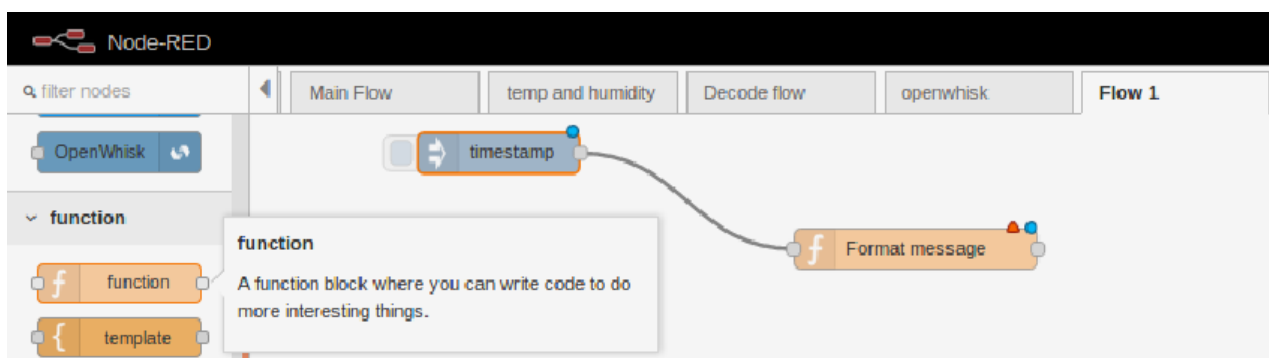 Node-RED
filter nodes
Main Flow
temp and humidity
Decode flow
openwhisk
Flow 1
OpenWhisk
timestamp
function
function
A function block where you can write code to do
more interesting things.
Format message
function
template